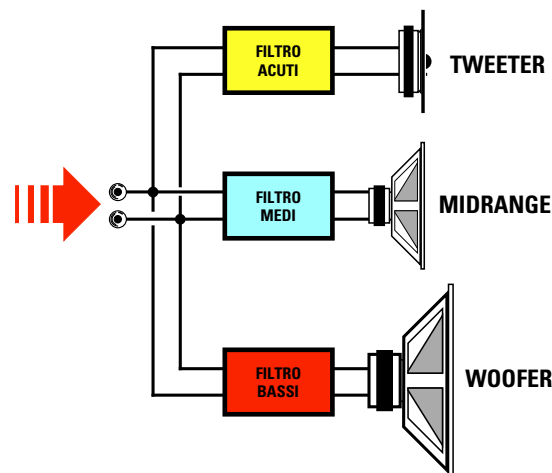 FILTRO
ACUTI
TWEETER
FILTRO
MEDI
MIDRANGE
FILTRO
BASSI
WOOFER